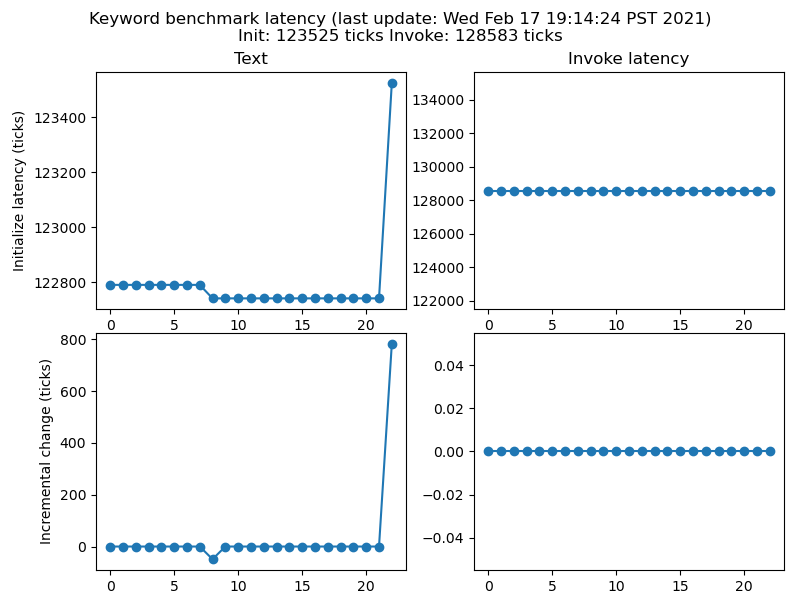 Keyword benchmark latency (last update: Wed Feb 17 19:14:24 PST 2021)
Init: 123525 ticks Invoke: 128583 ticks
Text
Invoke latency
Initialize latency (ticks)
123400
123200
123000
122800
0 5 10 15 20
134000
132000
130000
128000
126000
124000
122000
0 5 10 15 20
Incremental change (ticks)
800
600
400
200
0
0 5 10 15 20
0.04
0.02
0.00
−0.02
−0.04
0 5 10 15 20